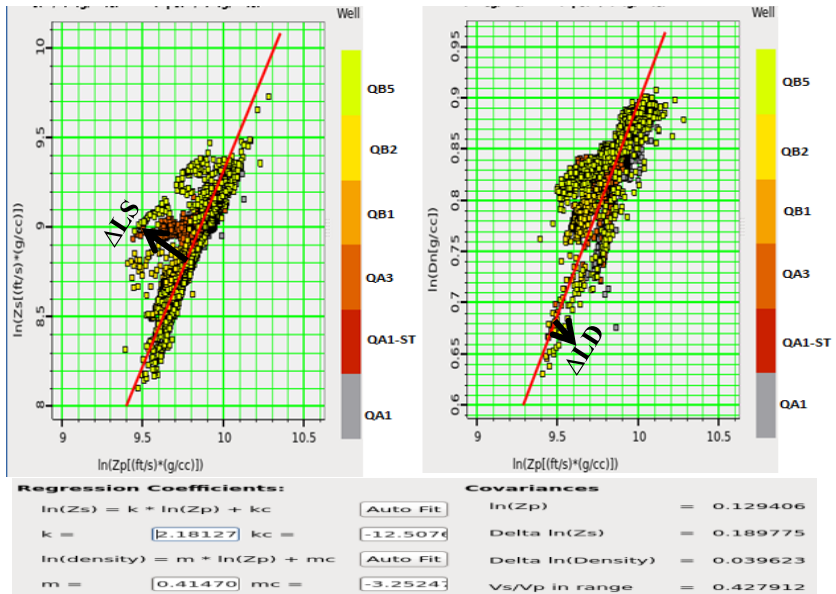 Well
10
9.5
9
8.5
8
ln(Zs[(ft/s)*(g/cc)])
ΔLS
9
9.5
10
10.5
ln(Zp[(ft/s)*(g/cc)])
QB5
QB2
QB1
QA3
QA1-ST
QA1
Well
0.95
0.9
0.85
0.8
0.75
0.7
0.65
0.6
ln(Dn[g/cc])
ΔLD
9
9.5
10
10.5
ln(Zp[(ft/s)*(g/cc)])
QB5
QB2
QB1
QA3
QA1-ST
QA1
Regression Coefficients:
ln(Zs) = k * ln(Zp) + kc Auto Fit
k = 2.18127 kc = -12.5076
ln(density) = m * ln(Zp) + mc Auto Fit
m = 0.41470 mc = -3.2524
Covariances
ln(Zp) = 0.129406
Delta ln(Zs) = 0.189775
Delta ln(Density) = 0.039623
Vs/Vp in range = 0.427912